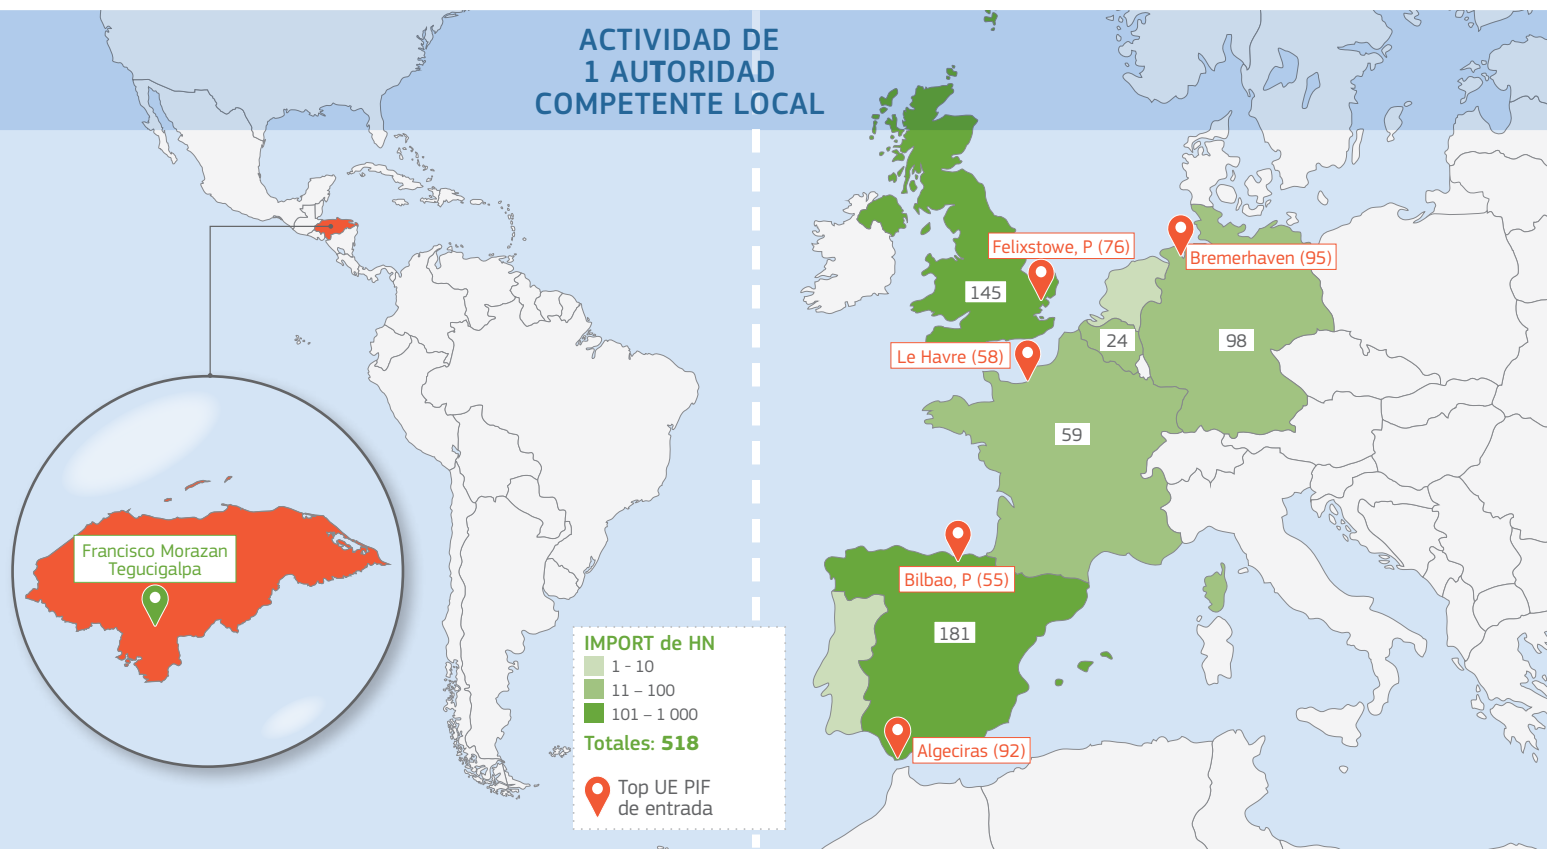 ACTIVIDAD DE
1 AUTORIDAD
COMPETENTE LOCAL
Felixstowe, P (76)
Bremerhaven (95)
145
24
98
Le Havre (58)
59
Francisco Morazan
Tegucigalpa
Bilbao, P (55)
181
IMPORT de HN
1 - 10
11 – 100
101 – 1 000
Totales: 518
Top UE PIF
de entrada
Algeciras (92)